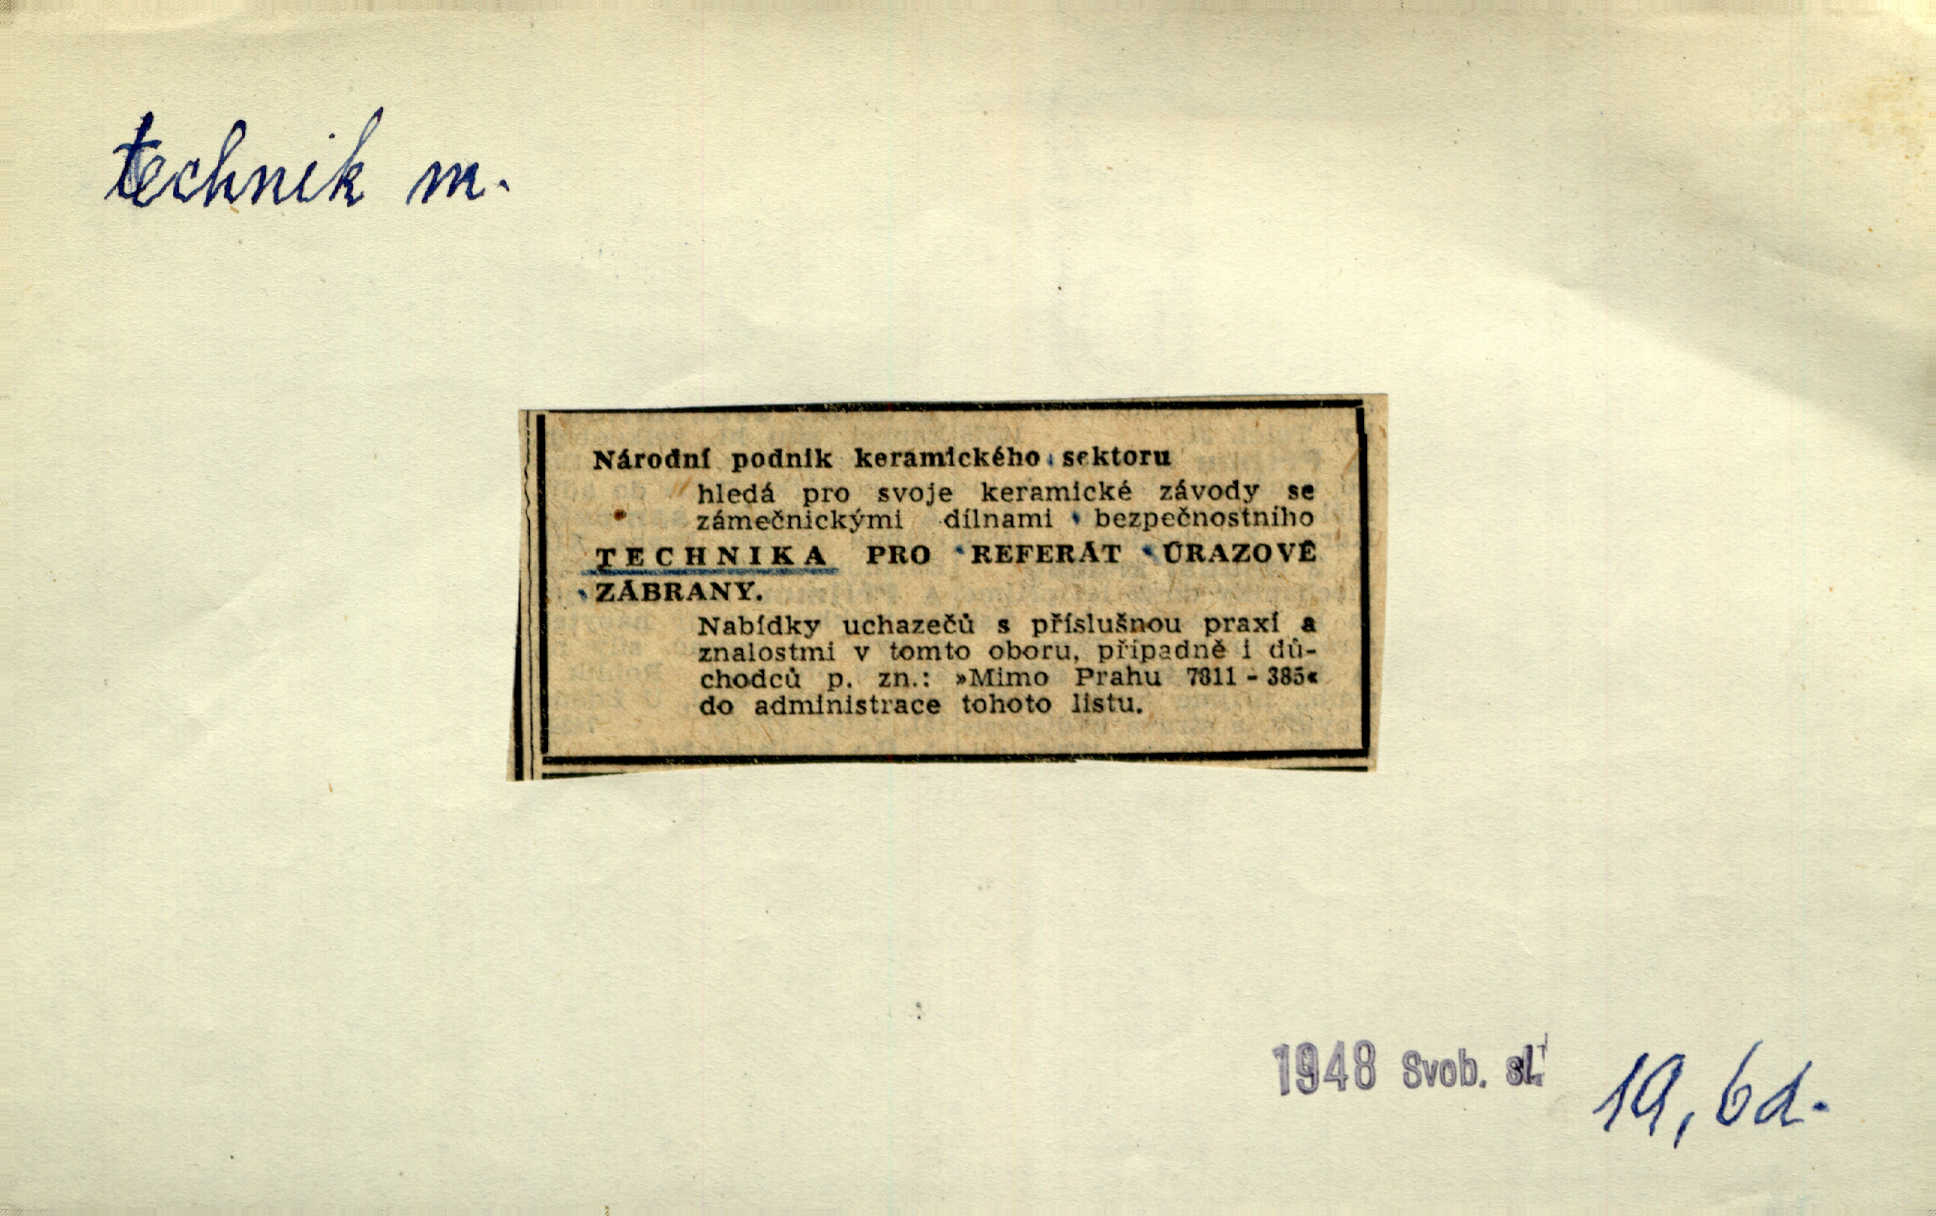 technik m.
Národní podnik keramického sektoru
hledá pro svoje keramické závody se
zámečnickými dílnami bezpečnostního
TECHNIKA PRO REFERÁT ÚRAZOVÉ
ZÁBRANY.
Nabídky uchazečů s příslušnou praxí a
znalostmi v tomto oboru, případně i dů-
chodců p. zn.: »Mimo Prahu 7811 - 385«
do administrace tohoto listu.
1948 Svob. sl.
19, 6d.